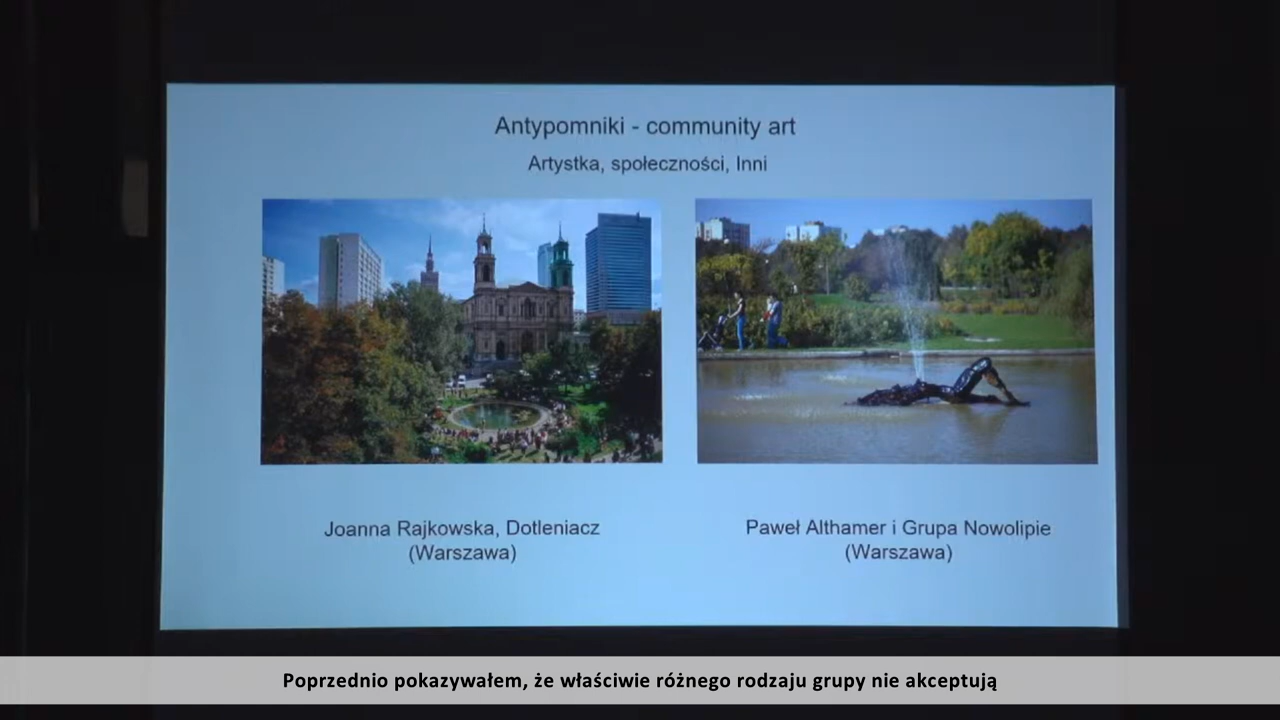 Antypomniki - community art
Artystka, społeczności, Inni
Joanna Rajkowska, Dotleniacz
(Warszawa)
Paweł Althamer i Grupa Nowolipie
(Warszawa)
Poprzednio pokazywałem, że właściwie różnego rodzaju grupy nie akceptują